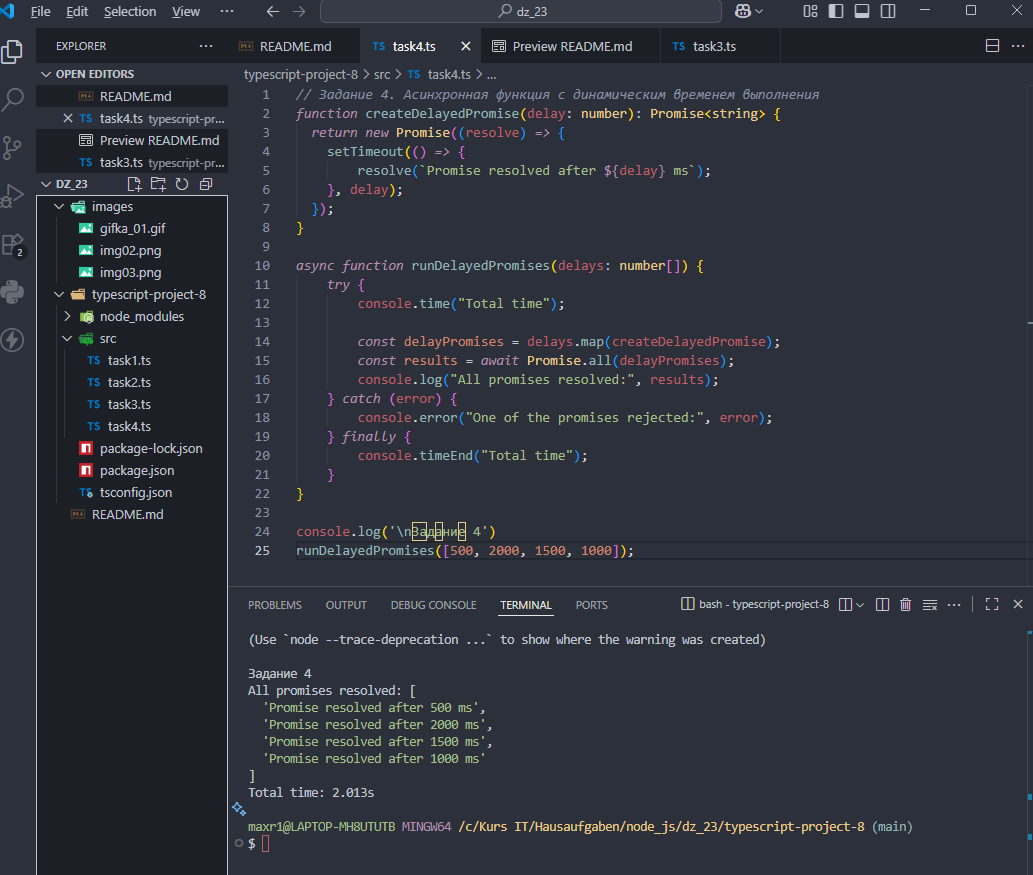 File Edit Selection View ... dz_23
EXPLORER ...
README.md
task4.ts
Preview README.md
task3.ts
OPEN EDITORS
README.md
task4.ts typescript-pr...
Preview README.md
task3.ts typescript-pr...
DZ_23
images
gifka_01.gif
img02.png
img03.png
typescript-project-8
node_modules
src
TS task1.ts
TS task2.ts
TS task3.ts
TS task4.ts
package-lock.json
package.json
tsconfig.json
README.md
2
typescript-project-8 > src > TS task4.ts > ...
1 // Задание 4. Асинхронная функция с динамическим временем выполнения
2 function createDelayedPromise(delay: number): Promise<string> {
3 return new Promise((resolve) => {
4 setTimeout(() => {
5 resolve(`Promise resolved after ${delay} ms`);
6 }, delay);
7 });
8 }
9
10 async function runDelayedPromises(delays: number[]) {
11 try {
12 console.time("Total time");
13
14 const delayPromises = delays.map(createDelayedPromise);
15 const results = await Promise.all(delayPromises);
16 console.log("All promises resolved:", results);
17 } catch (error) {
18 console.error("One of the promises rejected:", error);
19 } finally {
20 console.timeEnd("Total time");
21 }
22 }
23
24 console.log('\nЗадание 4')
25 runDelayedPromises([500, 2000, 1500, 1000]);
PROBLEMS OUTPUT DEBUG CONSOLE TERMINAL PORTS bash - typescript-project-8 ...
(Use `node --trace-deprecation ...` to show where the warning was created)
Задание 4
All promises resolved: [
'Promise resolved after 500 ms',
'Promise resolved after 2000 ms',
'Promise resolved after 1500 ms',
'Promise resolved after 1000 ms'
]
Total time: 2.013s
maxr1@LAPTOP-MH8UTUTB MINGW64 /c/Kurs IT/Hausaufgaben/node_js/dz_23/typescript-project-8 (main)
$